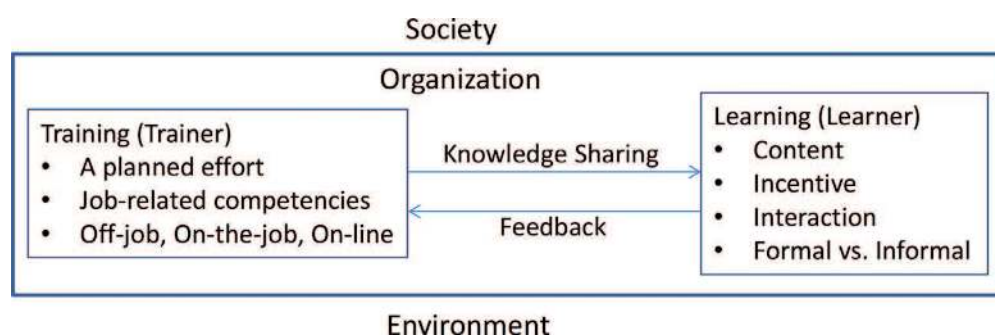 Society
Organization
Training (Trainer)
• A planned effort
• Job-related competencies
• Off-job, On-the-job, On-line
Knowledge Sharing
Feedback
Learning (Learner)
• Content
• Incentive
• Interaction
• Formal vs. Informal
Environment